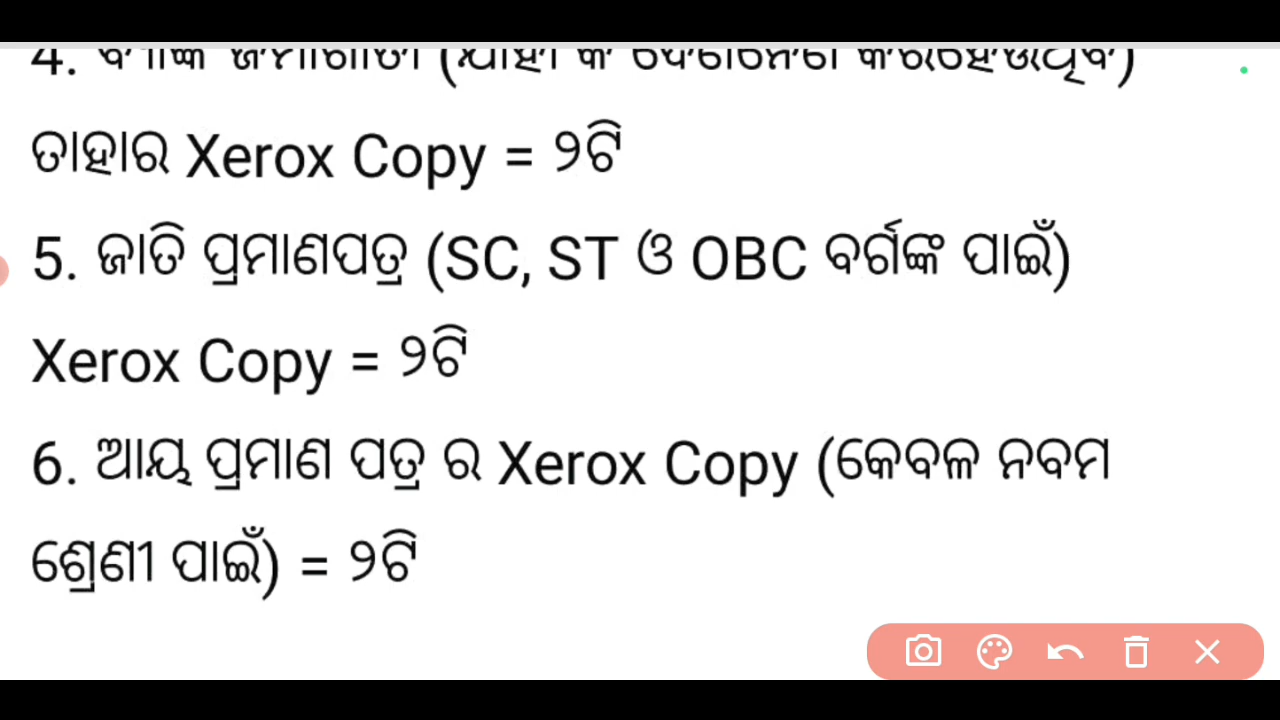 ତାହାର Xerox Copy = ୨ଟି
5. ଜାତି ପ୍ରମାଣପତ୍ର (SC, ST ଓ OBC ବର୍ଗଙ୍କ ପାଇଁ)
Xerox Copy = ୨ଟି
6. ଆୟ ପ୍ରମାଣ ପତ୍ର ର Xerox Copy (କେବଳ ନବମ
ଶ୍ରେଣୀ ପାଇଁ) = ୨ଟି